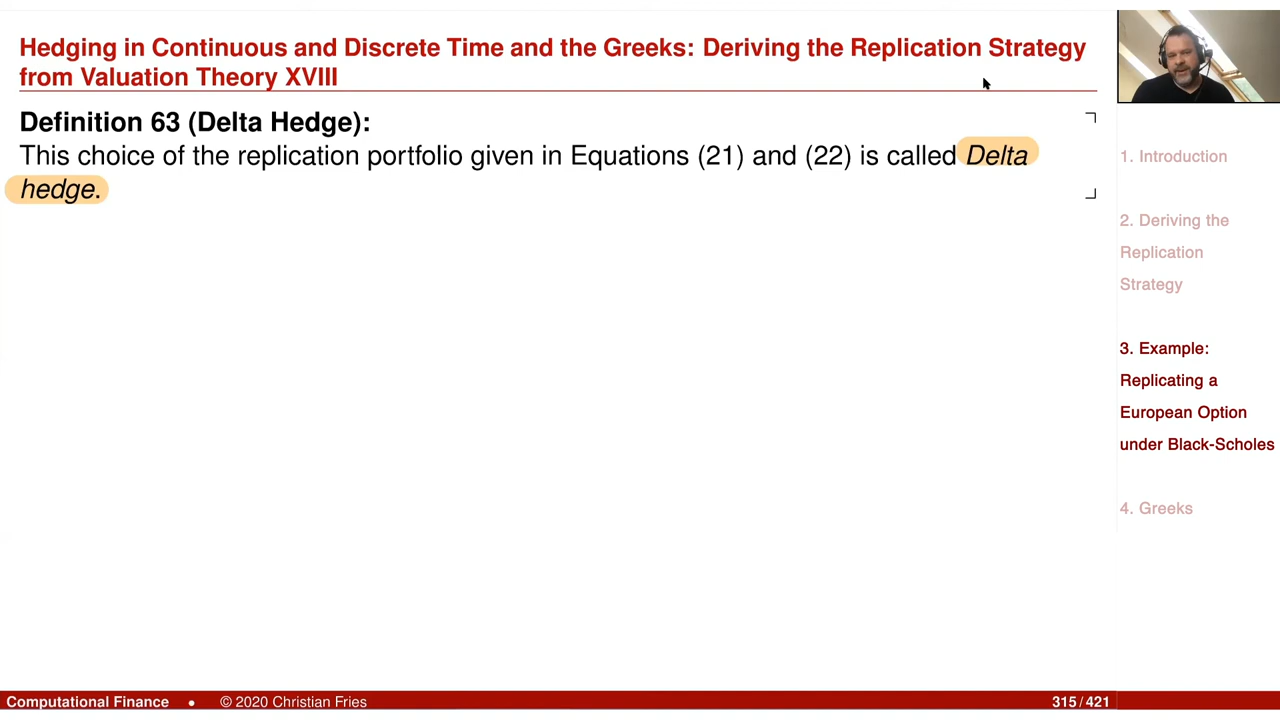 Hedging in Continuous and Discrete Time and the Greeks: Deriving the Replication Strategy
from Valuation Theory XVIII
Definition 63 (Delta Hedge):
This choice of the replication portfolio given in Equations (21) and (22) is called Delta
hedge.
1. Introduction
2. Deriving the
Replication
Strategy
3. Example:
Replicating a
European Option
under Black-Scholes
4. Greeks
Computational Finance • © 2020 Christian Fries 315/421